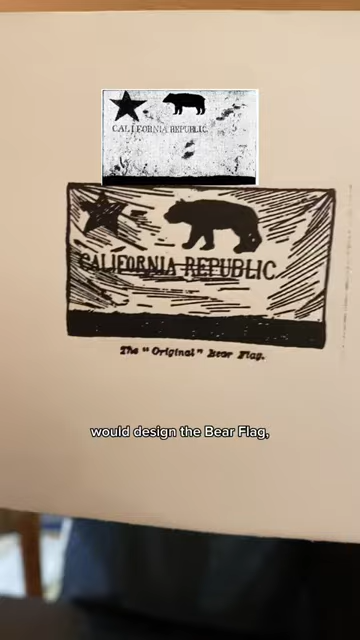 CALIFORNIA REPUBLIC.
CALIFORNIA REPUBLIC.
The "Original" Bear Flag.
would design the Bear Flag,